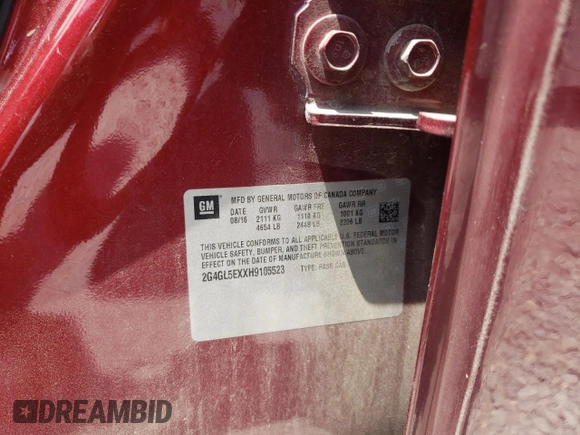 GM
MFD BY GENERAL MOTORS OF CANADA COMPANY
DATE GVWR GAWR FRT GAWR RR
08/16 2111 KG 1110 KG 1001 KG
4654 LB 2448 LB 2206 LB
THIS VEHICLE CONFORMS TO ALL APPLICABLE U.S. FEDERAL MOTOR
VEHICLE SAFETY, BUMPER, AND THEFT PREVENTION STANDARDS IN
EFFECT ON THE DATE OF MANUFACTURE SHOWN ABOVE.
2G4GL5EXXH9105523 TYPE: PASS CAR
DREAMBID